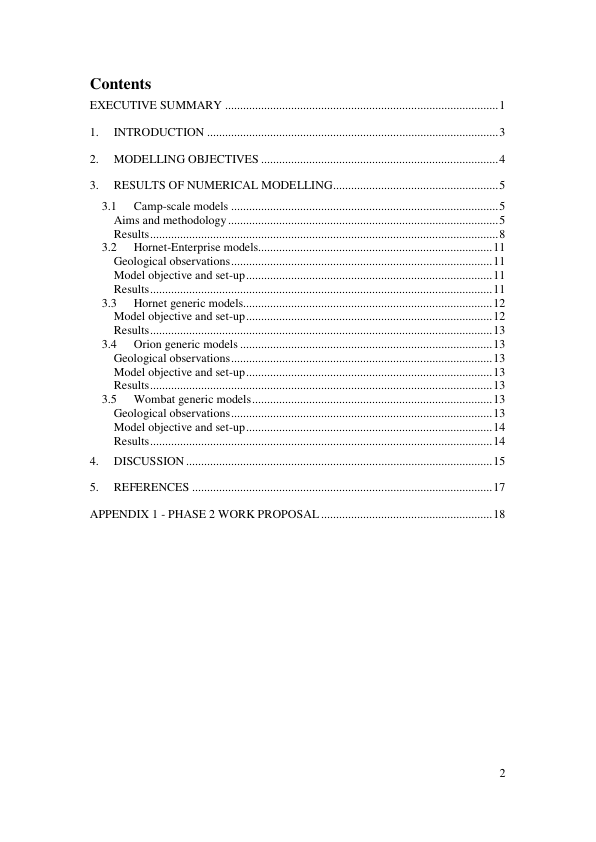 Contents
EXECUTIVE SUMMARY ........................................................................................... 1
1. INTRODUCTION ................................................................................................. 3
2. MODELLING OBJECTIVES ............................................................................... 4
3. RESULTS OF NUMERICAL MODELLING....................................................... 5
3.1 Camp-scale models ......................................................................................... 5
Aims and methodology .......................................................................................... 5
Results.................................................................................................................... 8
3.2 Hornet-Enterprise models.............................................................................. 11
Geological observations....................................................................................... 11
Model objective and set-up.................................................................................. 11
Results.................................................................................................................. 11
3.3 Hornet generic models................................................................................... 12
Model objective and set-up.................................................................................. 12
Results.................................................................................................................. 13
3.4 Orion generic models .................................................................................... 13
Geological observations....................................................................................... 13
Model objective and set-up.................................................................................. 13
Results.................................................................................................................. 13
3.5 Wombat generic models................................................................................ 13
Geological observations....................................................................................... 13
Model objective and set-up.................................................................................. 14
Results.................................................................................................................. 14
4. DISCUSSION ...................................................................................................... 15
5. REFERENCES .................................................................................................... 17
APPENDIX 1 - PHASE 2 WORK PROPOSAL ......................................................... 18
2